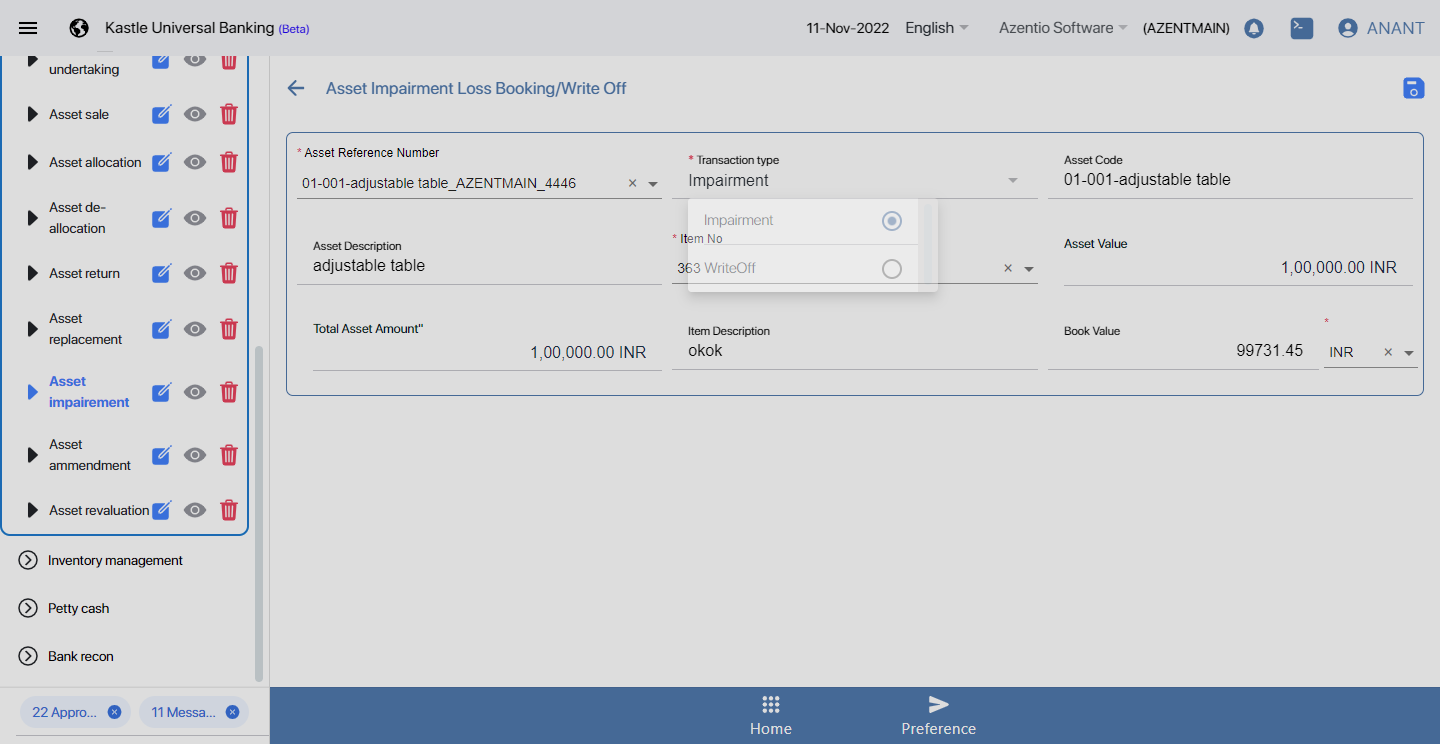 Kastle Universal Banking (Beta)
11-Nov-2022
English
Azentio Software
(AZENTMAIN)
ANANT
undertaking
Asset sale
Asset allocation
Asset de-
allocation
Asset return
Asset
replacement
Asset
impairement
Asset
ammendment
Asset revaluation
Inventory management
Petty cash
Bank recon
22 Appro...
11 Messa...
Asset Impairment Loss Booking/Write Off
* Asset Reference Number
01-001-adjustable table_AZENTMAIN_4446
* Transaction type
Impairment
Asset Code
01-001-adjustable table
Impairment
WriteOff
Asset Description
adjustable table
* Item No
363
Asset Value
1,00,000.00 INR
Total Asset Amount"
1,00,000.00 INR
Item Description
okok
Book Value
99731.45
*
INR
Home
Preference